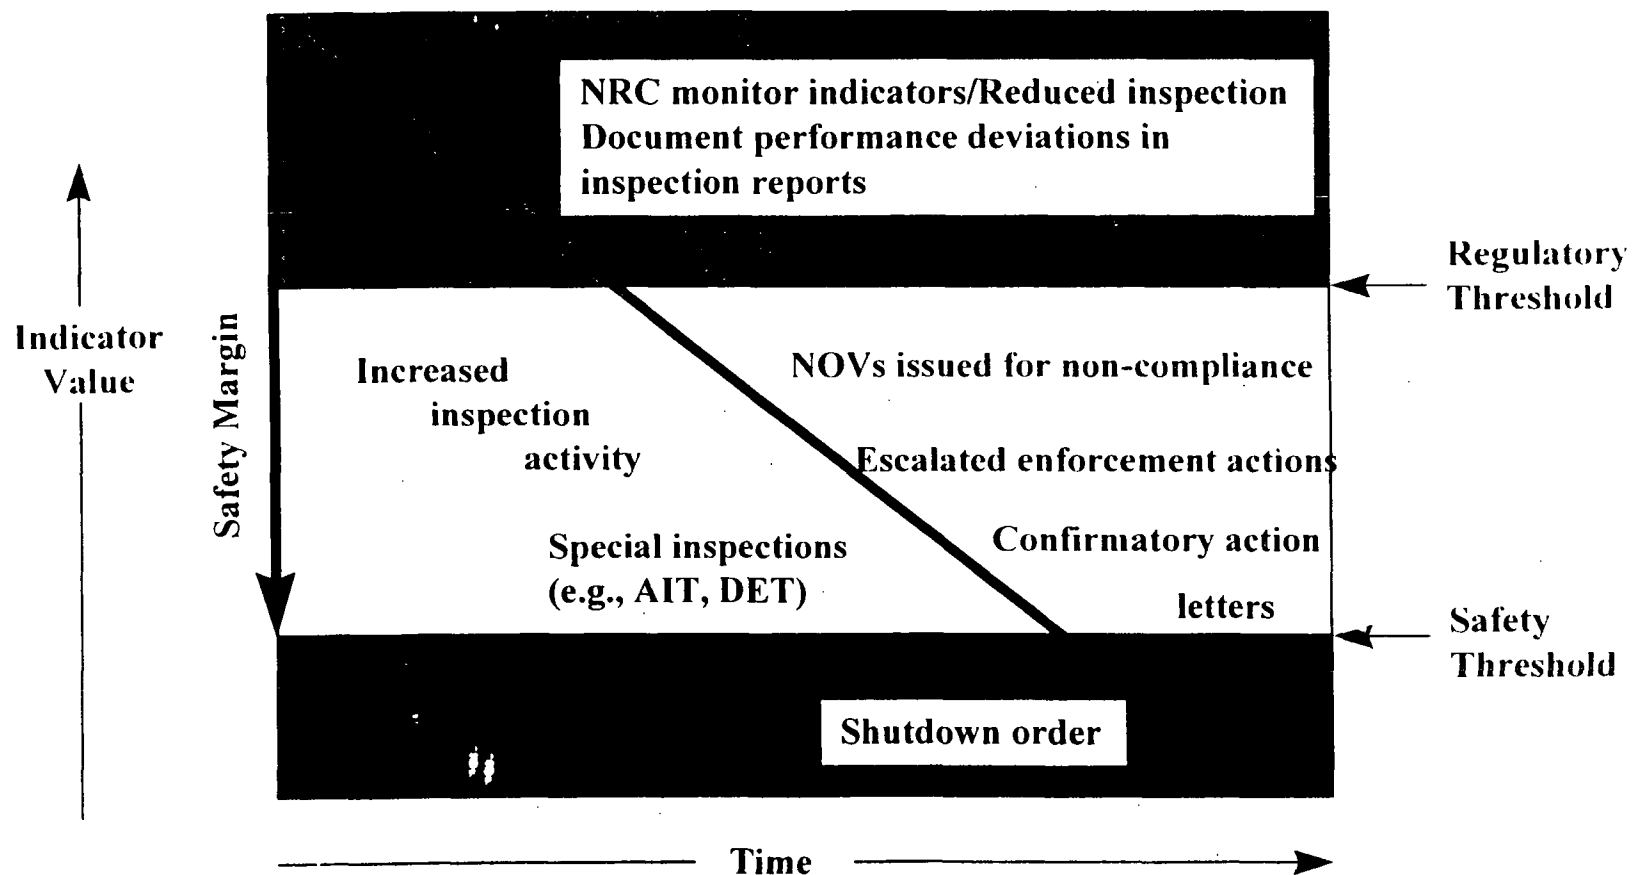 NRC monitor indicators/Reduced inspection
Document performance deviations in
inspection reports
Regulatory
Threshold
Indicator
Value
Safety Margin
Increased
inspection
activity
NOVs issued for non-compliance
Escalated enforcement actions
Special inspections
(e.g., AIT, DET)
Confirmatory action
letters
Safety
Threshold
Shutdown order
Time